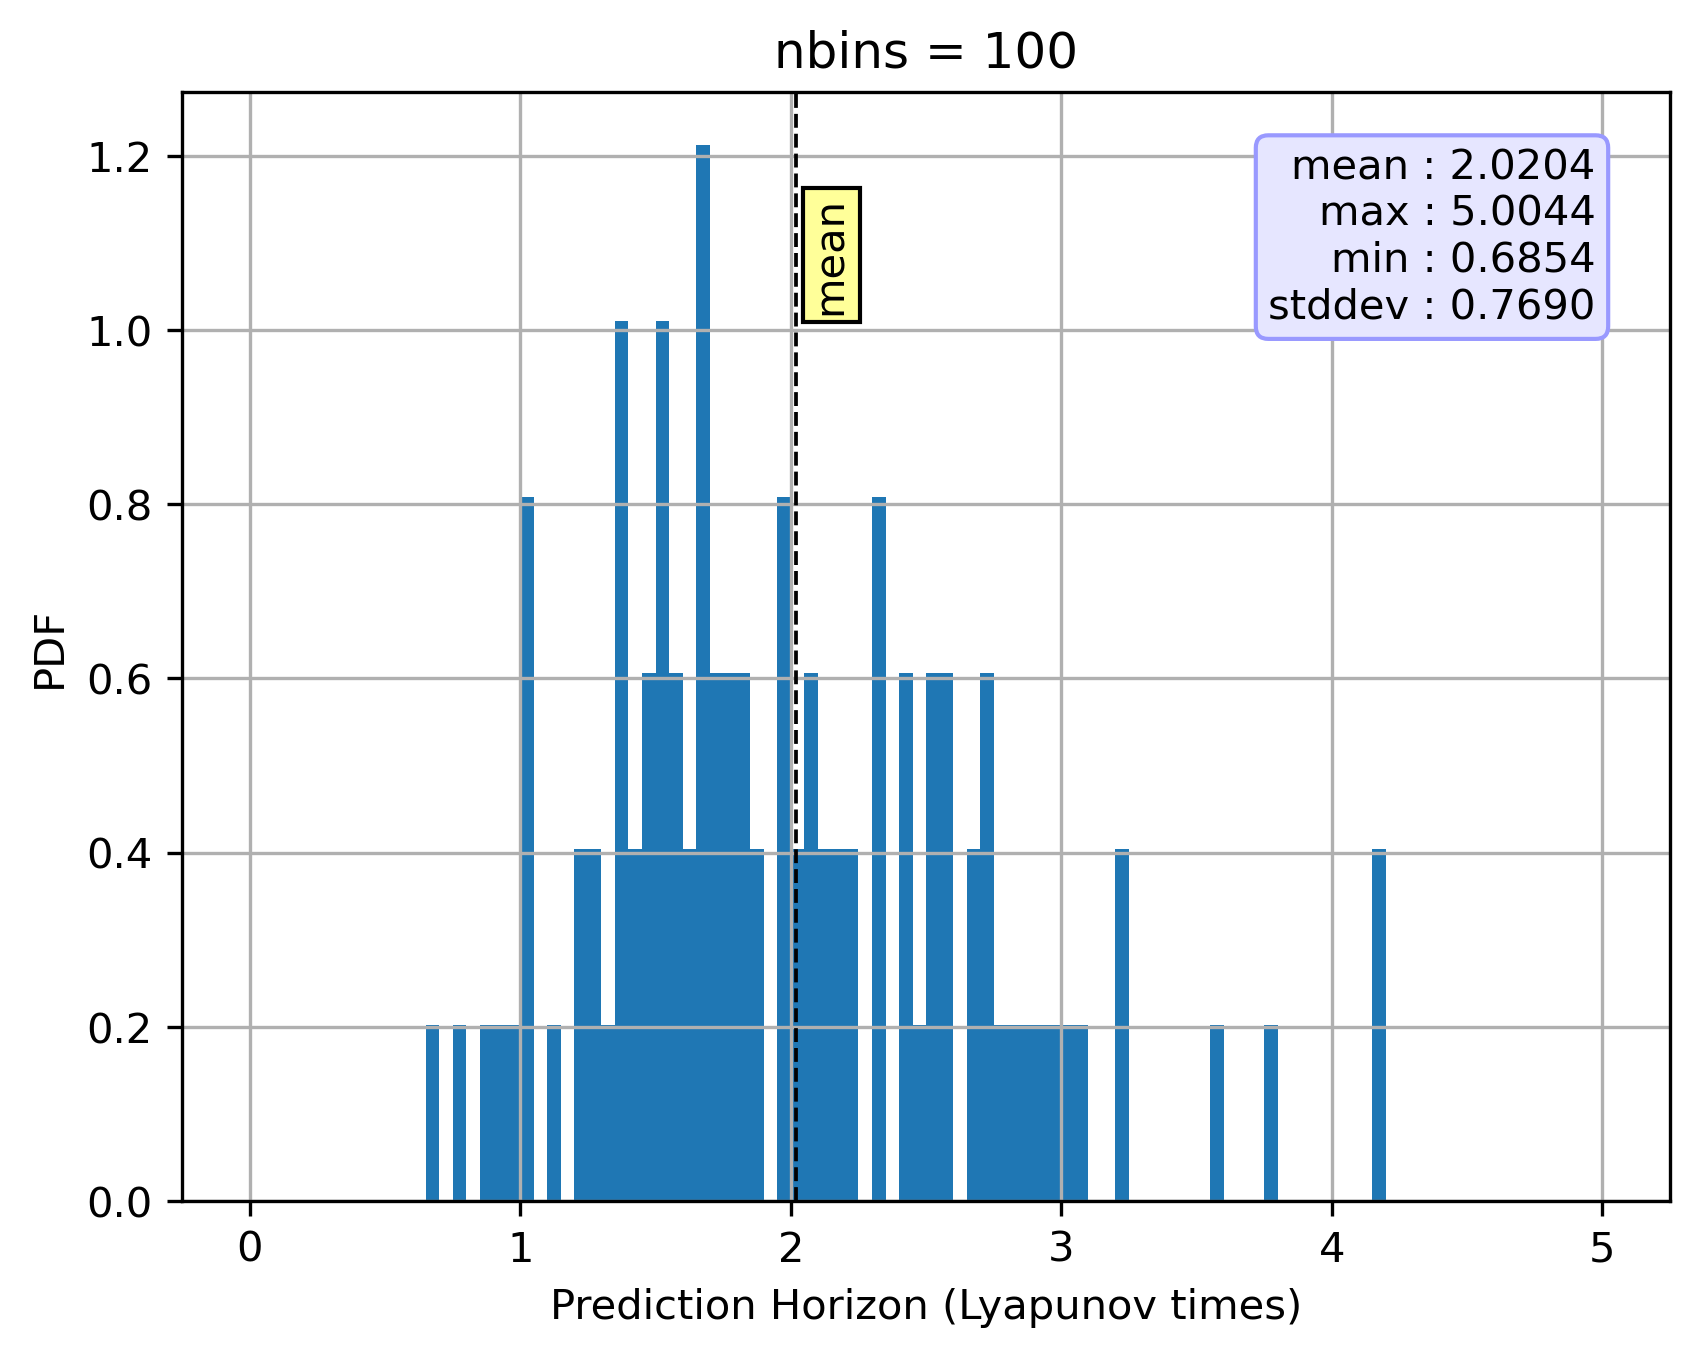 nbins = 100
mean : 2.0204
max : 5.0044
min : 0.6854
stddev : 0.7690
mean
PDF
1.2
1.0
0.8
0.6
0.4
0.2
0.0
0 1 2 3 4 5
Prediction Horizon (Lyapunov times)